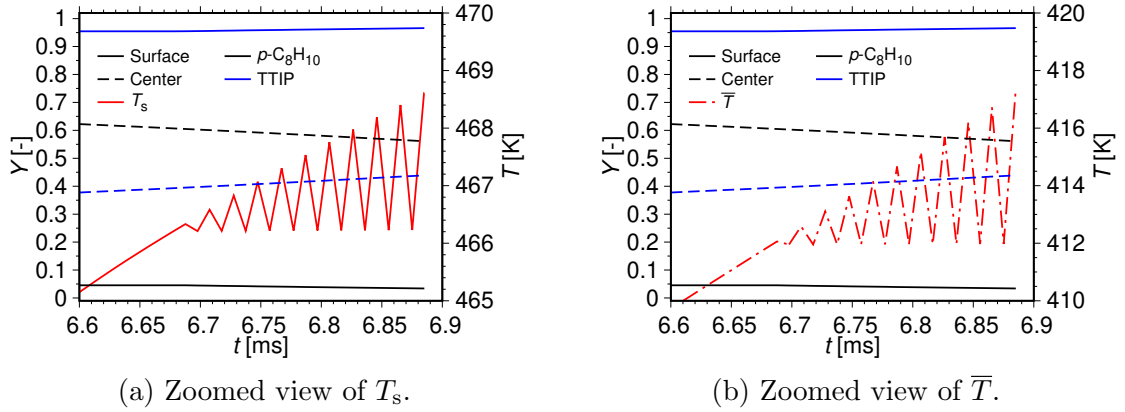 1
0.9
0.8
0.7
0.6
0.5
0.4
0.3
0.2
0.1
0
Y [-]
Surface
Center
T_s
p-C₈H₁₀
TTIP
470
469
468
467
466
465
T [K]
6.6 6.65 6.7 6.75 6.8 6.85 6.9
t [ms]
(a) Zoomed view of T_s.
1
0.9
0.8
0.7
0.6
0.5
0.4
0.3
0.2
0.1
0
Y [-]
Surface
Center
T̅
p-C₈H₁₀
TTIP
420
418
416
414
412
410
T [K]
6.6 6.65 6.7 6.75 6.8 6.85 6.9
t [ms]
(b) Zoomed view of T̅.